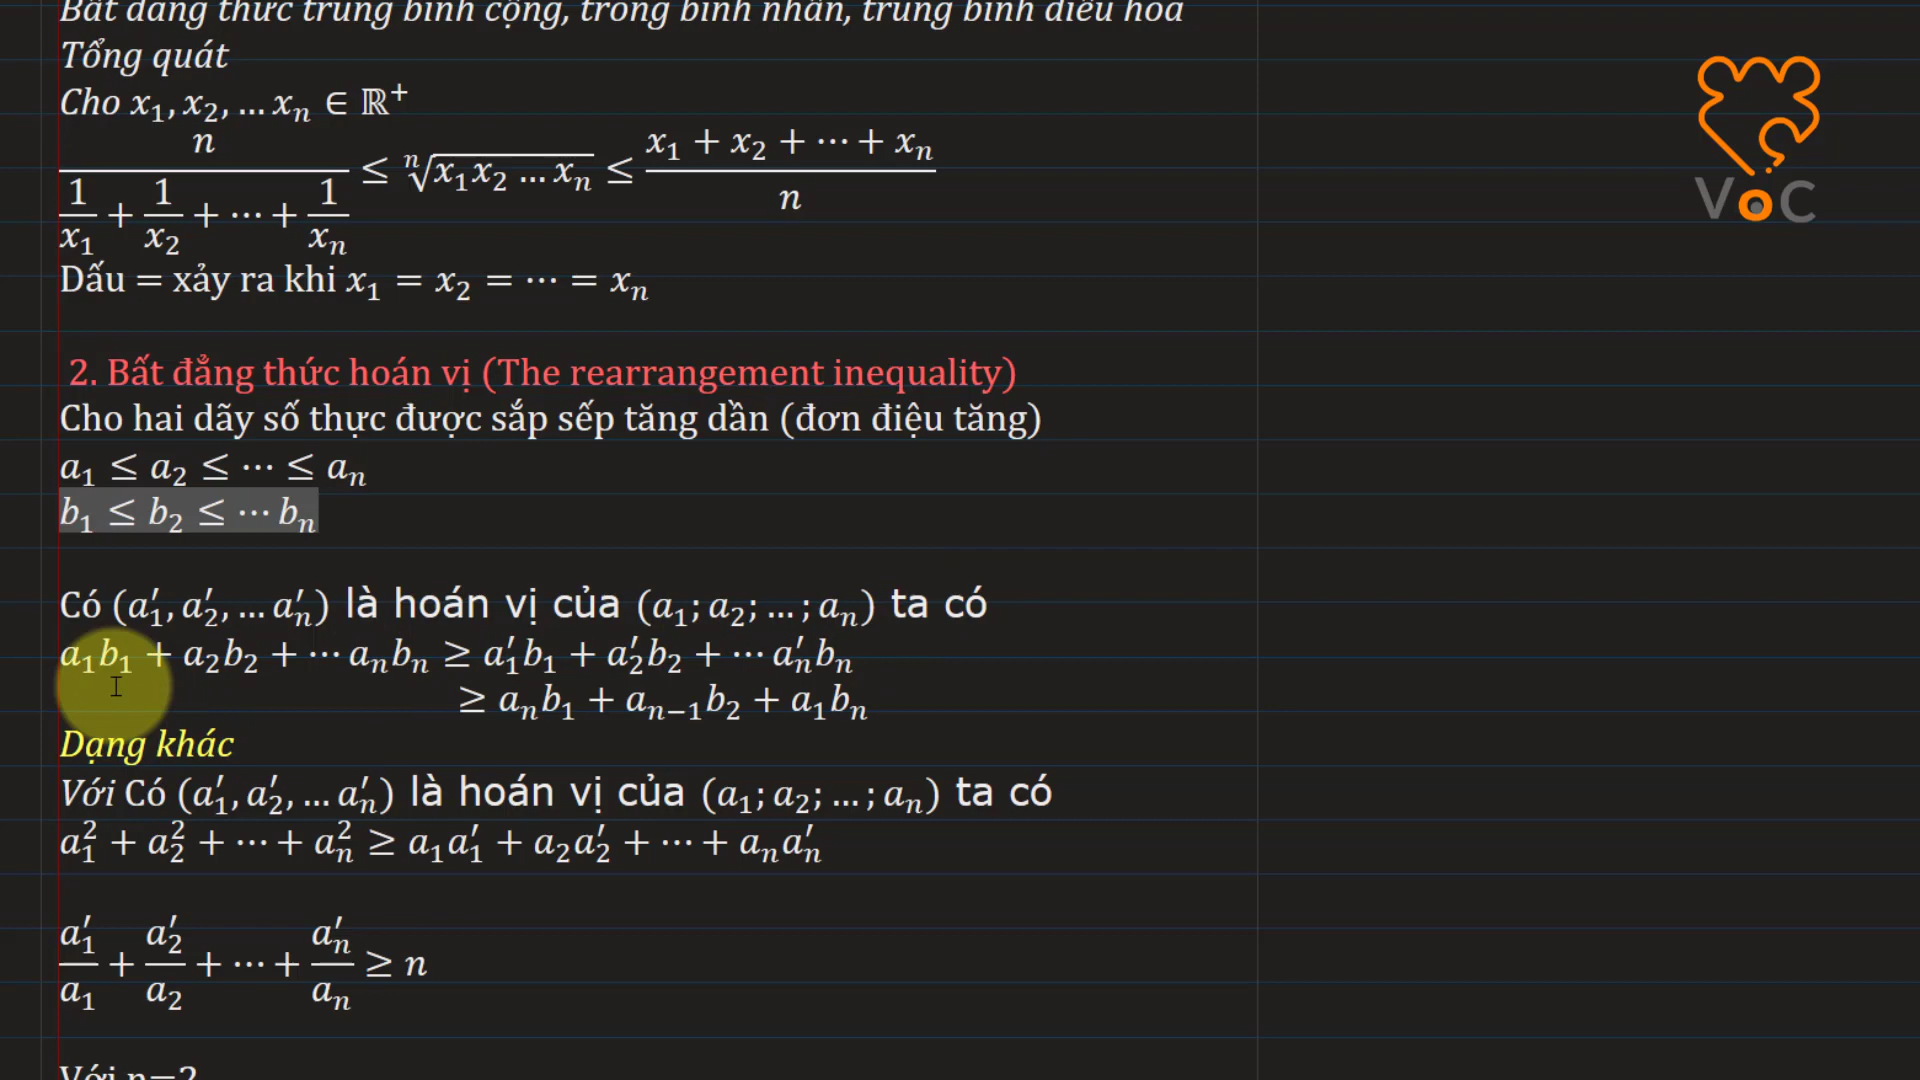 Bất đẳng thức trung bình cộng, trong bình nhân, trung bình điều hòa
Tổng quát
Cho x₁, x₂, … xₙ ∈ ℝ⁺
n / (1/x₁ + 1/x₂ + ⋯ + 1/xₙ) ≤ ⁿ√(x₁x₂ … xₙ) ≤ (x₁ + x₂ + ⋯ + xₙ) / n
Dấu = xảy ra khi x₁ = x₂ = ⋯ = xₙ
2. Bất đẳng thức hoán vị (The rearrangement inequality)
Cho hai dãy số thực được sắp sếp tăng dần (đơn điệu tăng)
a₁ ≤ a₂ ≤ ⋯ ≤ aₙ
b₁ ≤ b₂ ≤ ⋯ bₙ
Có (a′₁, a′₂, … a′ₙ) là hoán vị của (a₁; a₂; … ; aₙ) ta có
a₁b₁ + a₂b₂ + ⋯ aₙbₙ ≥ a′₁b₁ + a′₂b₂ + ⋯ a′ₙbₙ
≥ aₙb₁ + aₙ₋₁b₂ + a₁bₙ
Dạng khác
Với Có (a′₁, a′₂, … a′ₙ) là hoán vị của (a₁; a₂; … ; aₙ) ta có
a₁² + a₂² + ⋯ + aₙ² ≥ a₁a′₁ + a₂a′₂ + ⋯ + aₙa′ₙ
a′₁/a₁ + a′₂/a₂ + ⋯ + a′ₙ/aₙ ≥ n
Với n=2
VOC